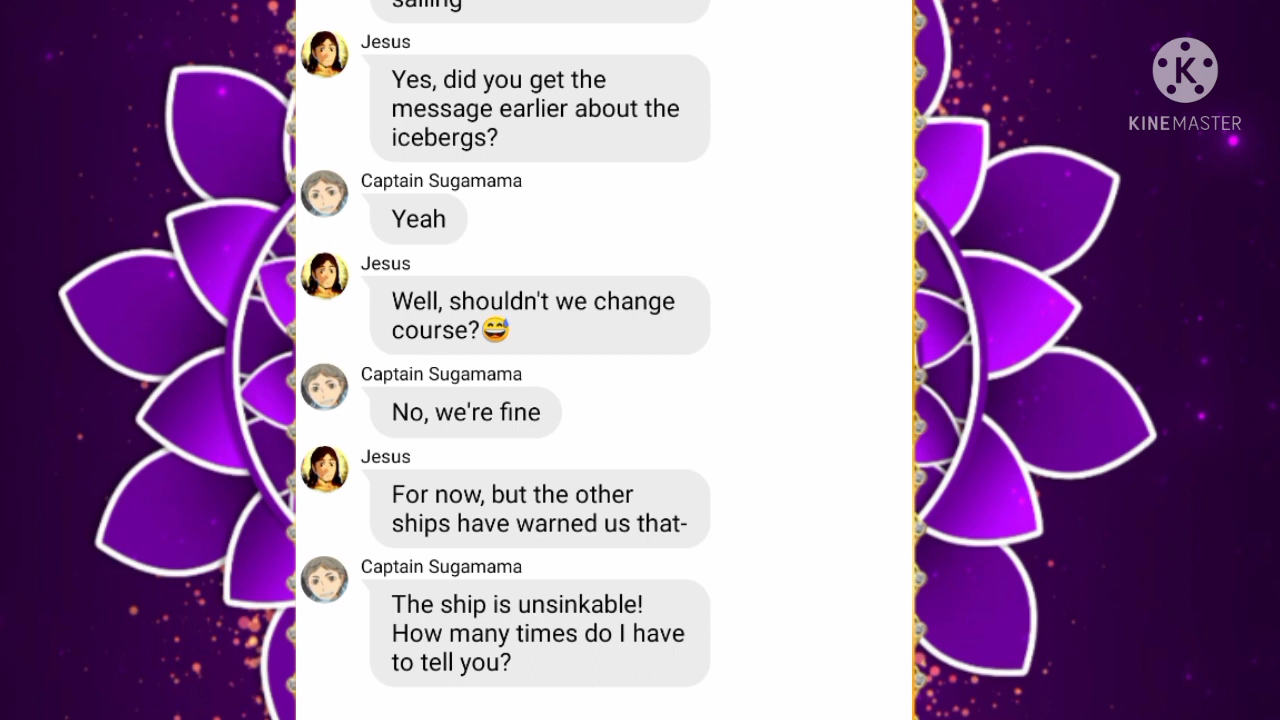 sailing
Jesus
Yes, did you get the
message earlier about the
icebergs?
Captain Sugamama
Yeah
Jesus
Well, shouldn't we change
course?😅
Captain Sugamama
No, we're fine
Jesus
For now, but the other
ships have warned us that-
Captain Sugamama
The ship is unsinkable!
How many times do I have
to tell you?
K
KINEMASTER